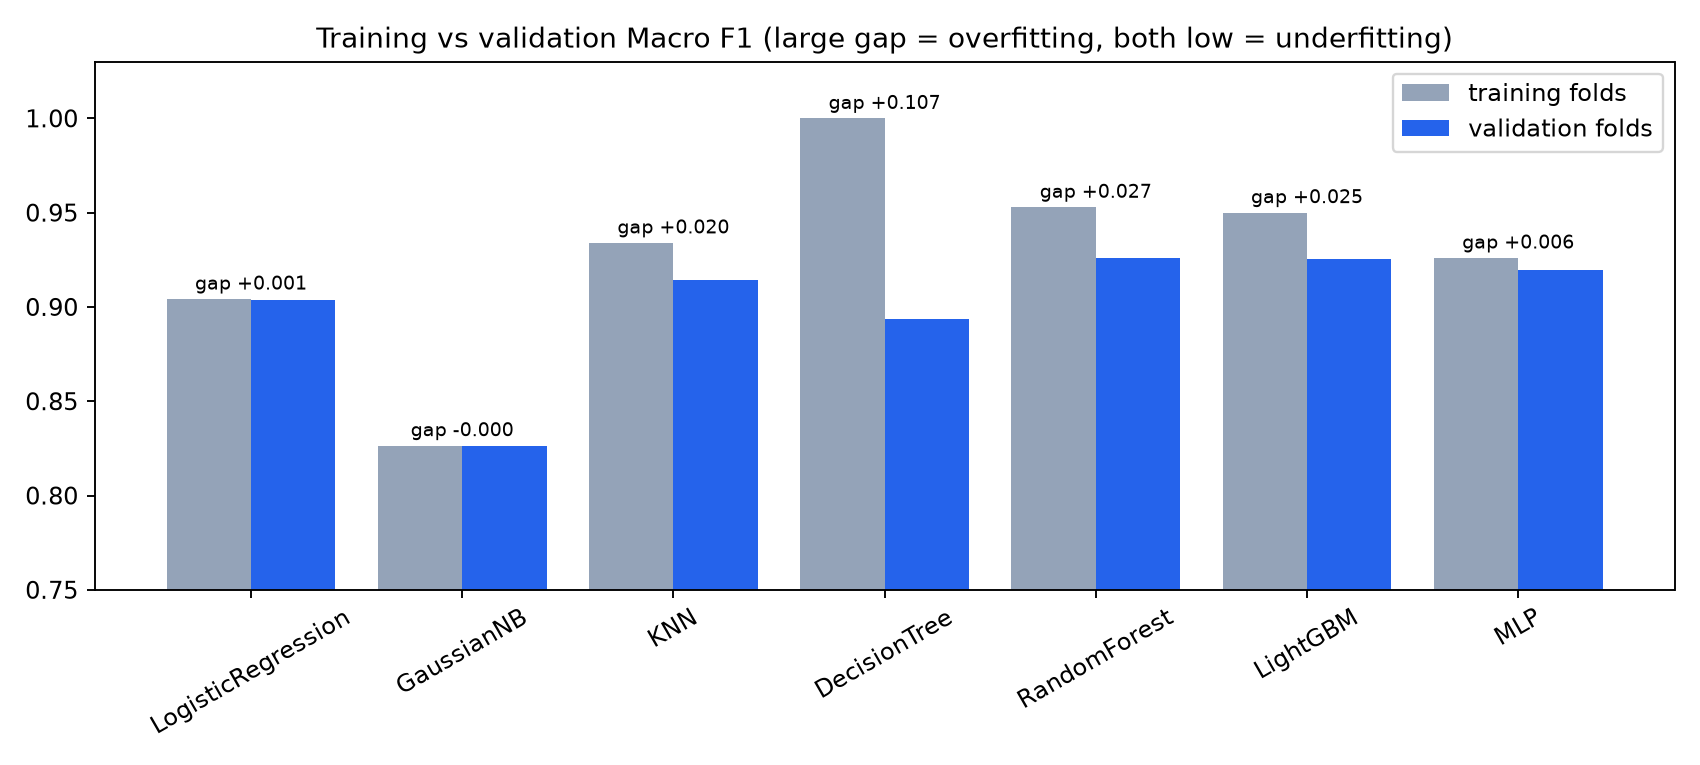 Training vs validation Macro F1 (large gap = overfitting, both low = underfitting)
training folds
validation folds
1.00
0.95
0.90
0.85
0.80
0.75
gap +0.001
gap -0.000
gap +0.020
gap +0.107
gap +0.027
gap +0.025
gap +0.006
LogisticRegression
GaussianNB
KNN
DecisionTree
RandomForest
LightGBM
MLP